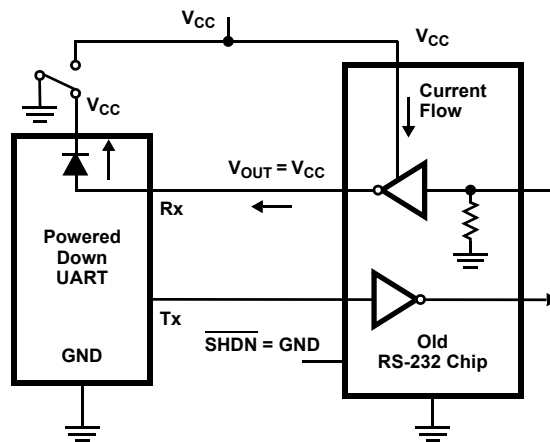 VCC
VCC
VCC
Current
Flow
VOUT = VCC
Rx
Powered
Down
UART
Tx
SHDN = GND
GND
Old
RS-232 Chip